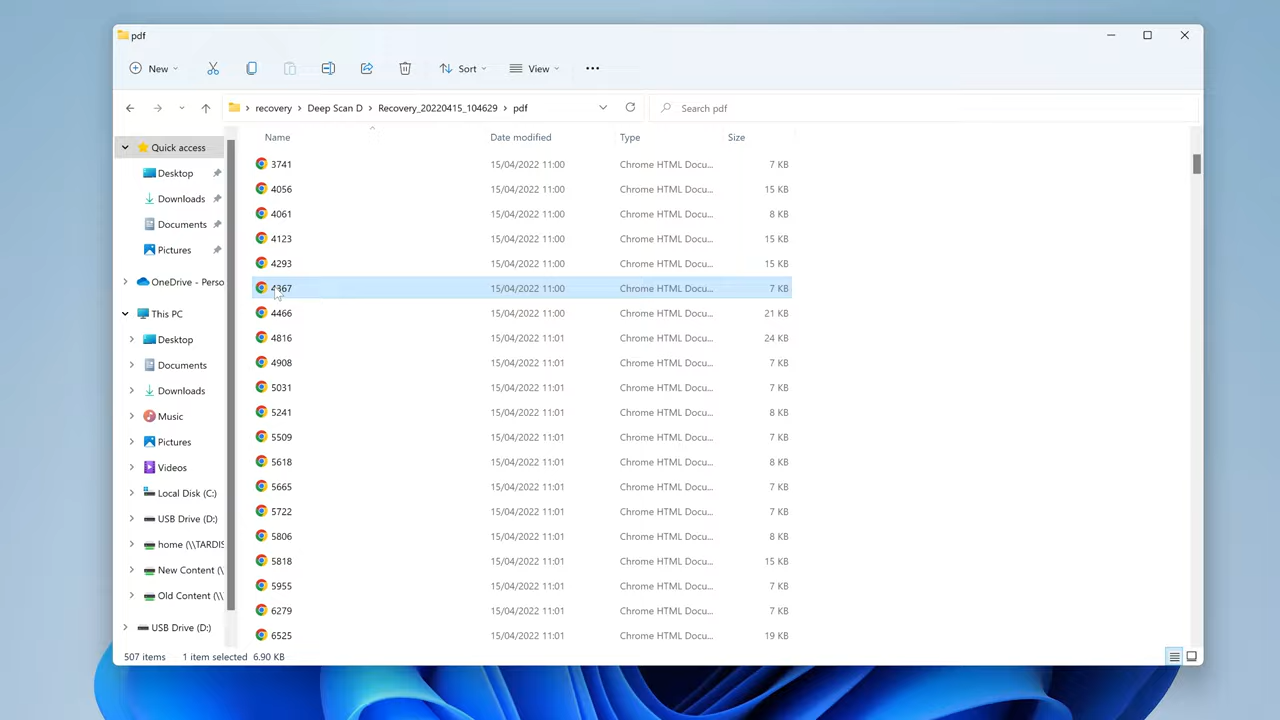 pdf
New
Sort
View
recovery > Deep Scan D > Recovery_20220415_104629 > pdf
Search pdf
Name Date modified Type Size
Quick access
Desktop
Downloads
Documents
Pictures
OneDrive - Perso
This PC
Desktop
Documents
Downloads
Music
Pictures
Videos
Local Disk (C:)
USB Drive (D:)
home (\\TARDIS
New Content (\
Old Content (\\
USB Drive (D:)
3741 15/04/2022 11:00 Chrome HTML Docu... 7 KB
4056 15/04/2022 11:00 Chrome HTML Docu... 15 KB
4061 15/04/2022 11:00 Chrome HTML Docu... 8 KB
4123 15/04/2022 11:00 Chrome HTML Docu... 15 KB
4293 15/04/2022 11:00 Chrome HTML Docu... 15 KB
4367 15/04/2022 11:00 Chrome HTML Docu... 7 KB
4466 15/04/2022 11:00 Chrome HTML Docu... 21 KB
4816 15/04/2022 11:01 Chrome HTML Docu... 24 KB
4908 15/04/2022 11:01 Chrome HTML Docu... 7 KB
5031 15/04/2022 11:01 Chrome HTML Docu... 7 KB
5241 15/04/2022 11:01 Chrome HTML Docu... 8 KB
5509 15/04/2022 11:01 Chrome HTML Docu... 7 KB
5618 15/04/2022 11:01 Chrome HTML Docu... 8 KB
5665 15/04/2022 11:01 Chrome HTML Docu... 7 KB
5722 15/04/2022 11:01 Chrome HTML Docu... 7 KB
5806 15/04/2022 11:01 Chrome HTML Docu... 8 KB
5818 15/04/2022 11:01 Chrome HTML Docu... 15 KB
5955 15/04/2022 11:01 Chrome HTML Docu... 7 KB
6279 15/04/2022 11:01 Chrome HTML Docu... 7 KB
6525 15/04/2022 11:01 Chrome HTML Docu... 19 KB
507 items 1 item selected 6.90 KB